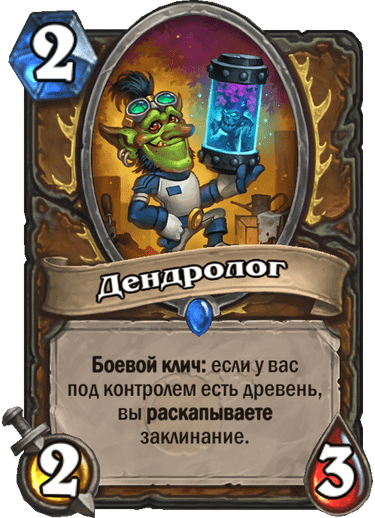 2
Дендролог
Боевой клич: если у вас
под контролем есть древень,
вы раскапываете
заклинание.
2
3